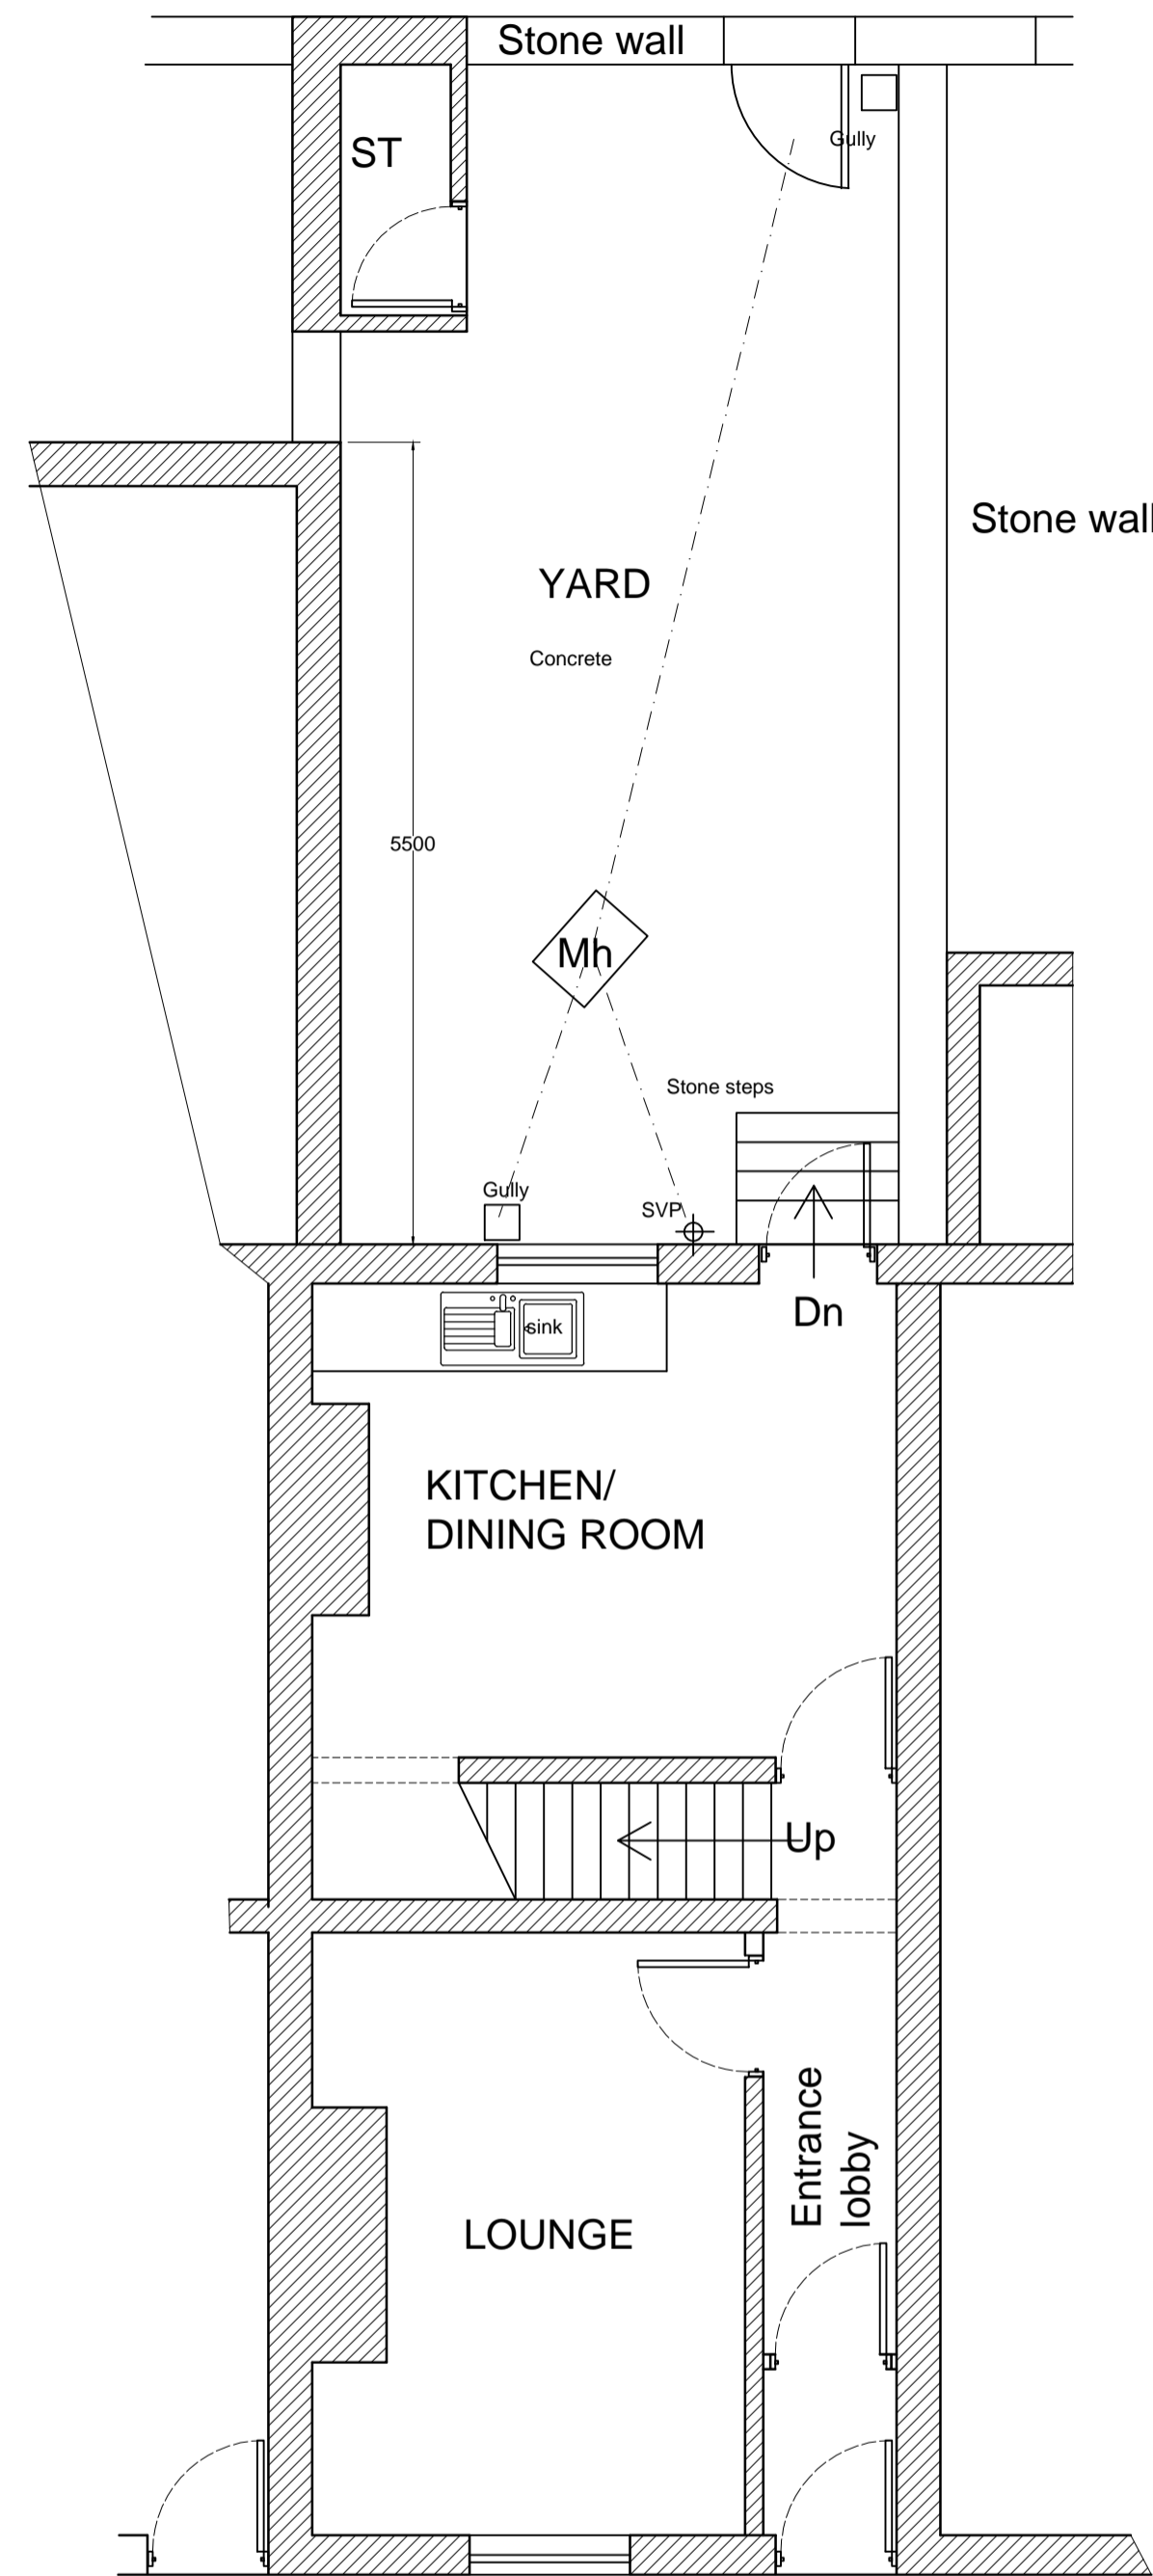 Stone wall
Gully
ST
Stone wall
YARD
Concrete
5500
Mh
Stone steps
Gully
SVP
Dn
sink
KITCHEN/
DINING ROOM
Up
Entrance
lobby
LOUNGE